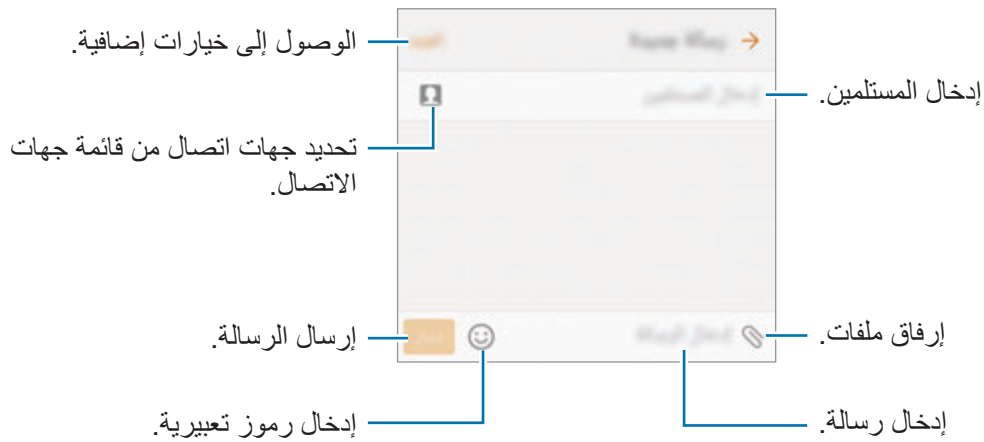 الوصول إلى خيارات إضافية.
إدخال المستلمين.
تحديد جهات اتصال من قائمة جهات
الاتصال.
إرفاق ملفات.
إرسال الرسالة.
إدخال رسالة.
إدخال رموز تعبيرية.